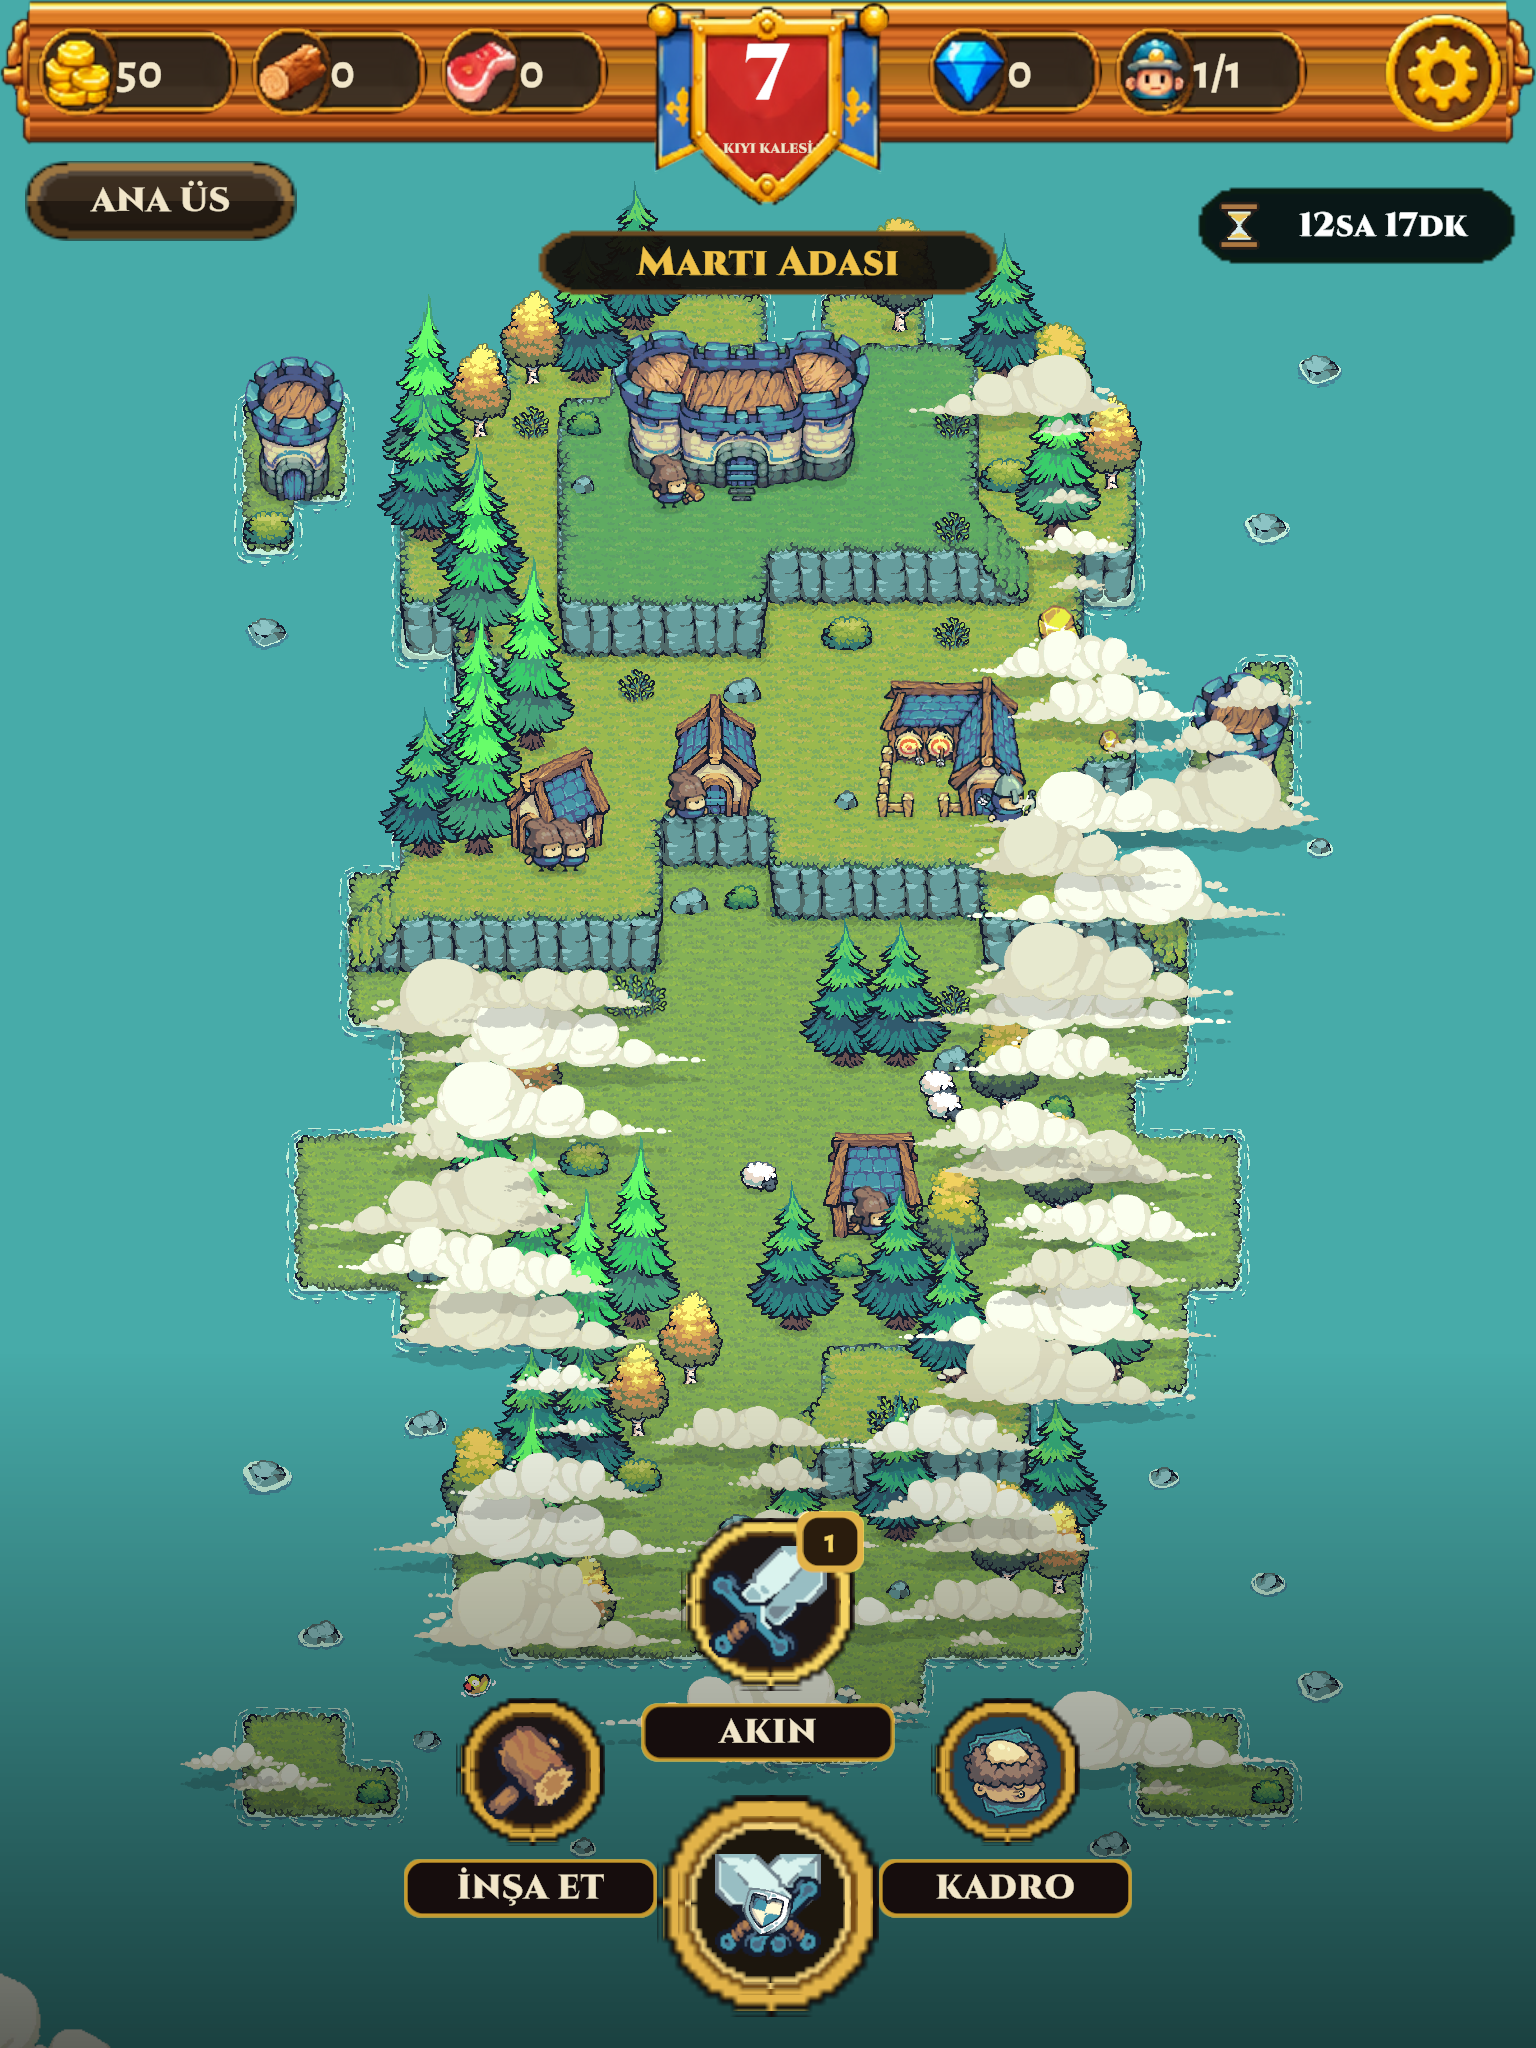 50
0
0
7
KIYI KALESİ
0
1/1
ANA ÜS
12SA 17DK
MARTI ADASI
1
AKIN
İNŞA ET
KADRO